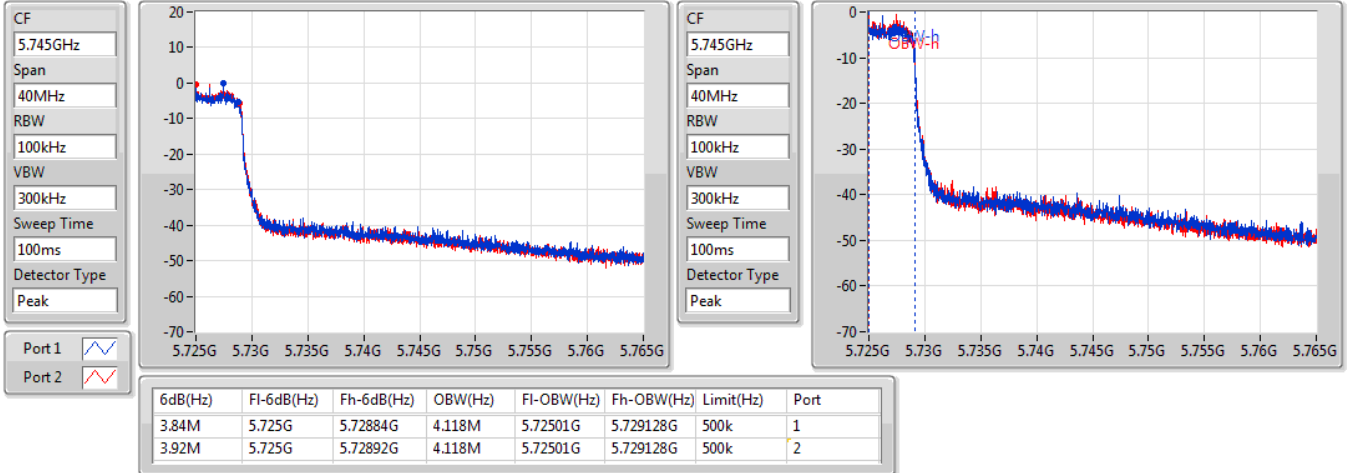 CF
5.745GHz
Span
40MHz
RBW
100kHz
VBW
300kHz
Sweep Time
100ms
Detector Type
Peak
Port 1
Port 2
20
10
0
-10
-20
-30
-40
-50
-60
-70
5.725G 5.73G 5.735G 5.74G 5.745G 5.75G 5.755G 5.76G 5.765G
CF
5.745GHz
Span
40MHz
RBW
100kHz
VBW
300kHz
Sweep Time
100ms
Detector Type
Peak
0
-10
-20
-30
-40
-50
-60
-70
OBW-h
5.725G 5.73G 5.735G 5.74G 5.745G 5.75G 5.755G 5.76G 5.765G
6dB(Hz) Fl-6dB(Hz) Fh-6dB(Hz) OBW(Hz) Fl-OBW(Hz) Fh-OBW(Hz) Limit(Hz) Port
3.84M 5.725G 5.72884G 4.118M 5.72501G 5.729128G 500k 1
3.92M 5.725G 5.72892G 4.118M 5.72501G 5.729128G 500k 2